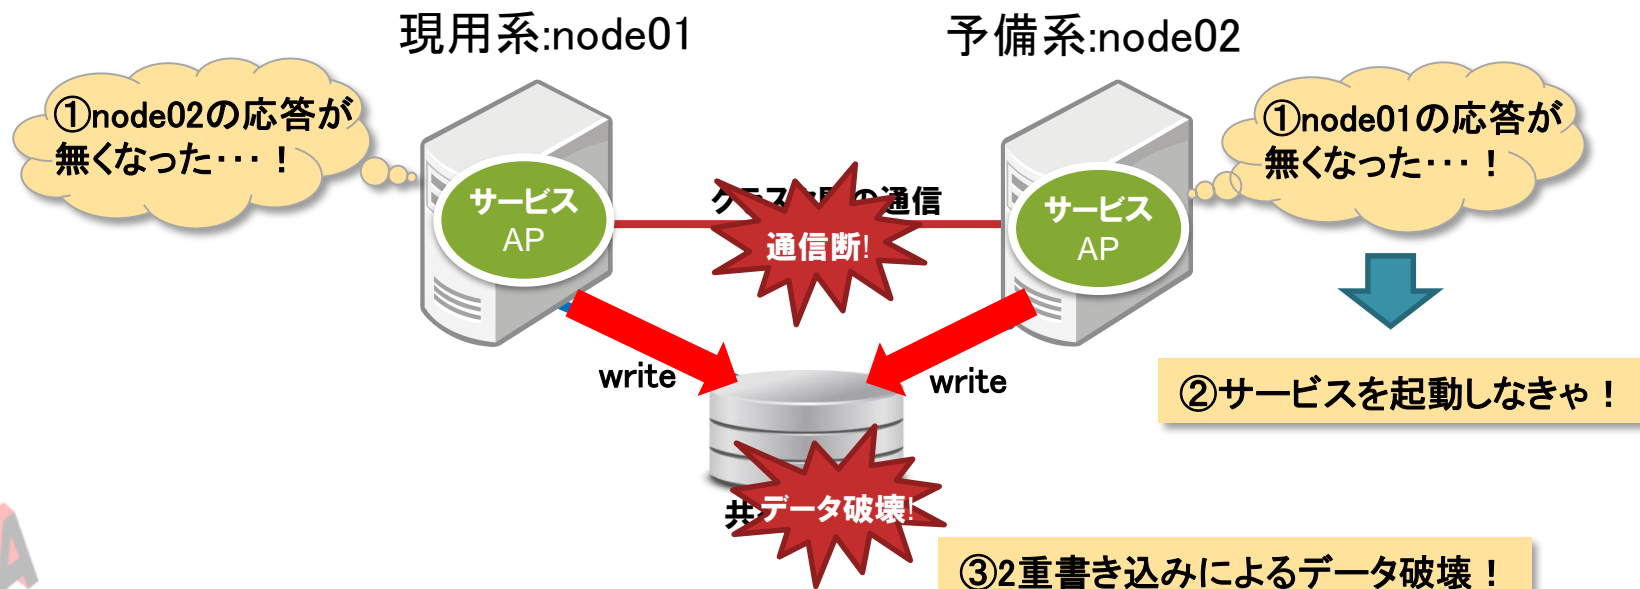 現用系:node01
予備系:node02
①node02の応答が
無くなった・・・！
①node01の応答が
無くなった・・・！
サービス
AP
の通信
通信断!
サービス
AP
write
write
②サービスを起動しなきゃ！
データ破壊!
③2重書き込みによるデータ破壊！